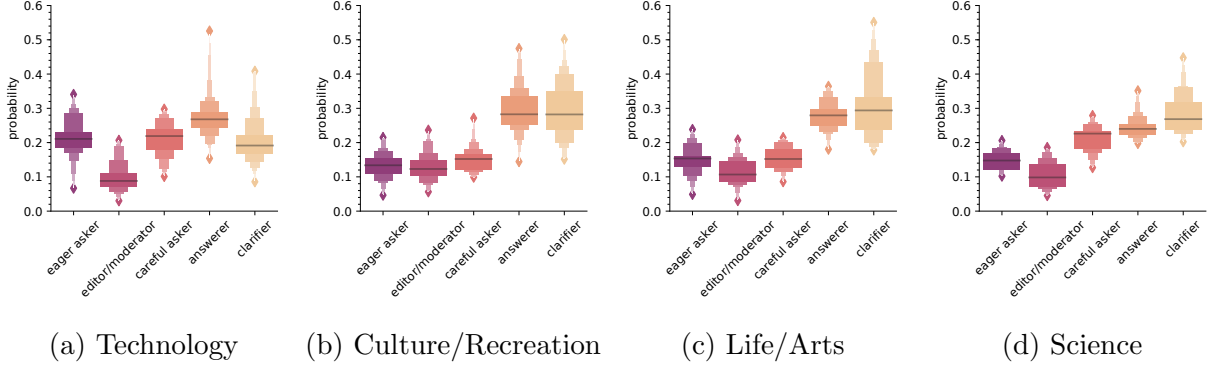 0.6
0.5
0.4
0.3
0.2
0.1
0.0
probability
eager asker
editor/moderator
careful asker
answerer
clarifier
(a) Technology
0.6
0.5
0.4
0.3
0.2
0.1
0.0
probability
eager asker
editor/moderator
careful asker
answerer
clarifier
(b) Culture/Recreation
0.6
0.5
0.4
0.3
0.2
0.1
0.0
probability
eager asker
editor/moderator
careful asker
answerer
clarifier
(c) Life/Arts
0.6
0.5
0.4
0.3
0.2
0.1
0.0
probability
eager asker
editor/moderator
careful asker
answerer
clarifier
(d) Science